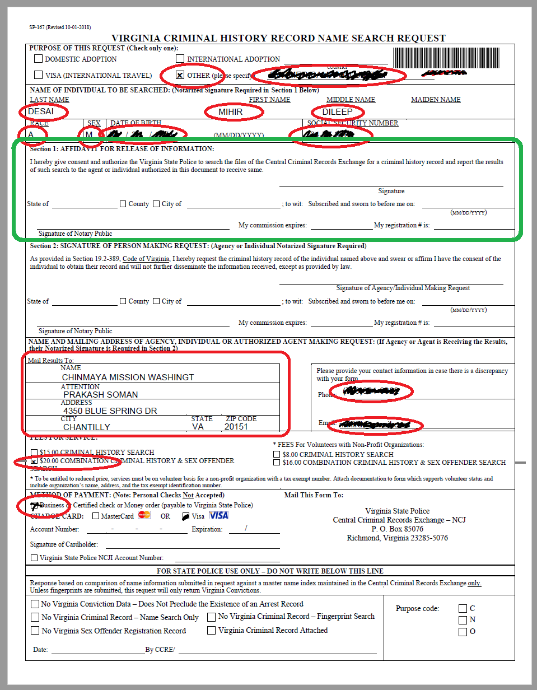 SP-167 (Revised 10-01-2018)
VIRGINIA CRIMINAL HISTORY RECORD NAME SEARCH REQUEST
PURPOSE OF THIS REQUEST (Check only one):
DOMESTIC ADOPTION INTERNATIONAL ADOPTION
VISA (INTERNATIONAL TRAVEL) X OTHER (please specify
NAME OF INDIVIDUAL TO BE SEARCHED: (Notarized Signature Required in Section 1 Below)
LAST NAME FIRST NAME MIDDLE NAME MAIDEN NAME
DESAI MIHIR DILEEP
RACE SEX DATE OF BIRTH SOCIAL SECURITY NUMBER
A M / / (MM/DD/YYYY)
Section 1: AFFIDAVIT FOR RELEASE OF INFORMATION:
I hereby give consent and authorize the Virginia State Police to search the files of the Central Criminal Records Exchange for a criminal history record and report the results
of such search to the agent or individual authorized in this document to receive same.
Signature
State of County City of ; to wit: Subscribed and sworn to before me on:
(MM/DD/YYYY)
My commission expires: My registration # is:
Signature of Notary Public
Section 2: SIGNATURE OF PERSON MAKING REQUEST: (Agency or Individual Notarized Signature Required)
As provided in Section 19.2-389, Code of Virginia, I hereby request the criminal history record of the individual named above and swear or affirm I have the consent of the
individual to obtain their record and will not further disseminate the information received, except as provided by law.
Signature of Agency/Individual Making Request
State of County City of ; to wit: Subscribed and sworn to before me on:
(MM/DD/YYYY)
My commission expires: My registration # is:
Signature of Notary Public
NAME AND MAILING ADDRESS OF AGENCY, INDIVIDUAL OR AUTHORIZED AGENT MAKING REQUEST: (If Agency or Agent is Receiving the Results,
their Notarized Signature is Required in Section 2)
Mail Results To:
NAME
CHINMAYA MISSION WASHINGT
ATTENTION
PRAKASH SOMAN
ADDRESS
4350 BLUE SPRING DR
CITY STATE ZIP CODE
CHANTILLY VA 20151
Please provide your contact information in case there is a discrepancy
with your form.
FEES FOR SERVICE:
* FEES For Volunteers with Non-Profit Organizations:
$15.00 CRIMINAL HISTORY SEARCH $8.00 CRIMINAL HISTORY SEARCH
$20.00 COMBINATION CRIMINAL HISTORY & SEX OFFENDER $16.00 COMBINATION CRIMINAL HISTORY & SEX OFFENDER SEARCH
SEARCH
* To be entitled to reduced price, services must be on volunteer basis for a non-profit organization with a tax exempt number. Attach documentation to form which supports volunteer status and
include organization's name, address, and the tax exempt identification number.
METHOD OF PAYMENT: (Note: Personal Checks Not Accepted) Mail This Form To:
Business or Certified check or Money order (payable to Virginia State Police)
CHARGE CARD: MasterCard OR Visa VISA
Account Number: - - - Expiration: /
Signature of Cardholder:
Virginia State Police NCJI Account Number:
Virginia State Police
Central Criminal Records Exchange – NCJ
P. O. Box 85076
Richmond, Virginia 23285-5076
FOR STATE POLICE USE ONLY – DO NOT WRITE BELOW THIS LINE
Response based on comparison of name information submitted in request against a master name index maintained in the Central Criminal Records Exchange only.
Unless fingerprints are submitted, this request will only return Virginia Convictions.
No Virginia Conviction Data – Does Not Preclude the Existence of an Arrest Record
No Virginia Criminal Record – Name Search Only No Virginia Criminal Record – Fingerprint Search
No Virginia Sex Offender Registration Record Virginia Criminal Record Attached
Purpose code: C
N
O
Date: By CCRE/